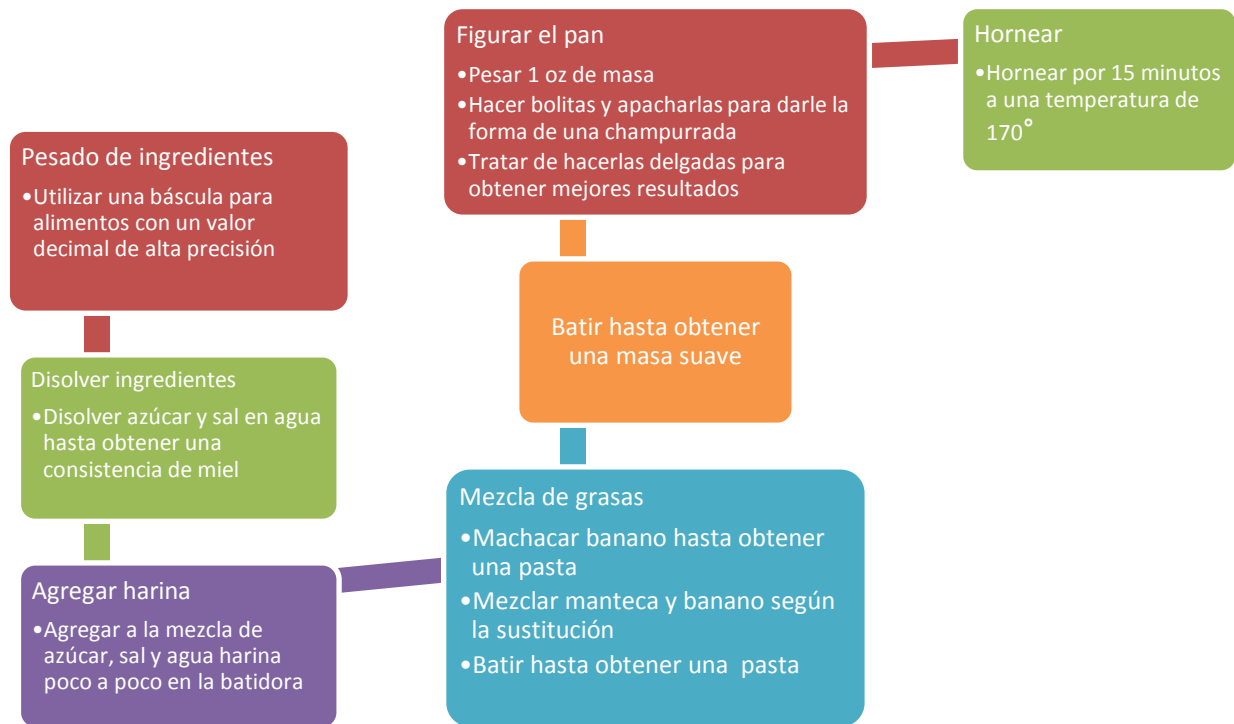 Pesado de ingredientes
•Utilizar una báscula para
alimentos con un valor
decimal de alta precisión
Disolver ingredientes
•Disolver azúcar y sal en agua
hasta obtener una
consistencia de miel
Agregar harina
•Agregar a la mezcla de
azúcar, sal y agua harina
poco a poco en la batidora
Mezcla de grasas
•Machacar banano hasta obtener
una pasta
•Mezclar manteca y banano según
la sustitución
•Batir hasta obtener una pasta
Batir hasta obtener
una masa suave
Figurar el pan
•Pesar 1 oz de masa
•Hacer bolitas y apacharlas para darle la
forma de una champurrada
•Tratar de hacerlas delgadas para
obtener mejores resultados
Hornear
•Hornear por 15 minutos
a una temperatura de
170°